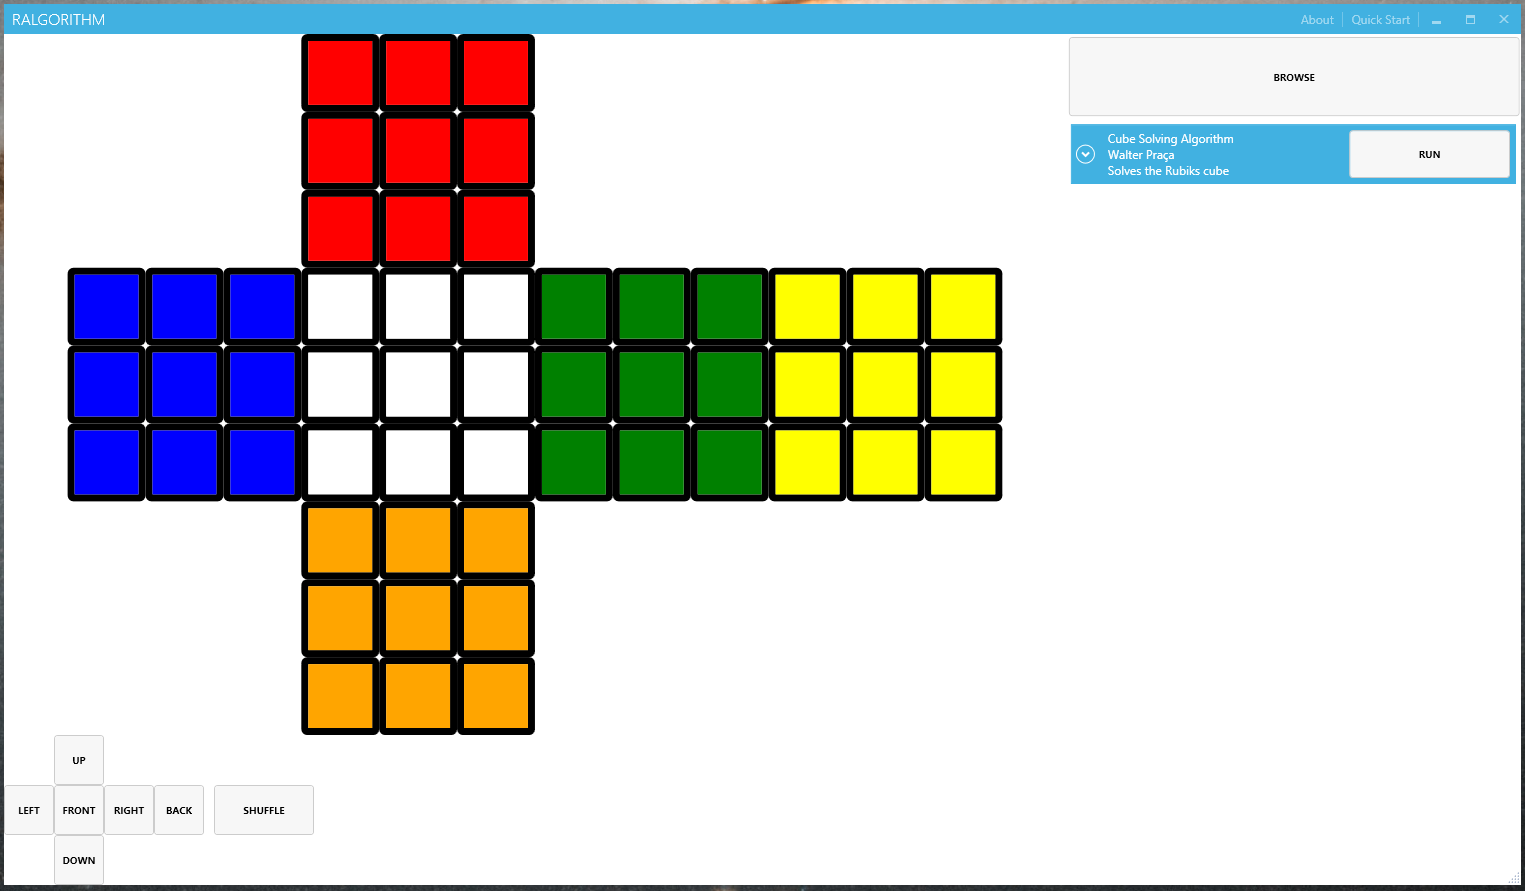 RALGORITHM
About
Quick Start
BROWSE
Cube Solving Algorithm
Walter Praça
Solves the Rubiks cube
RUN
UP
LEFT
FRONT
RIGHT
BACK
SHUFFLE
DOWN